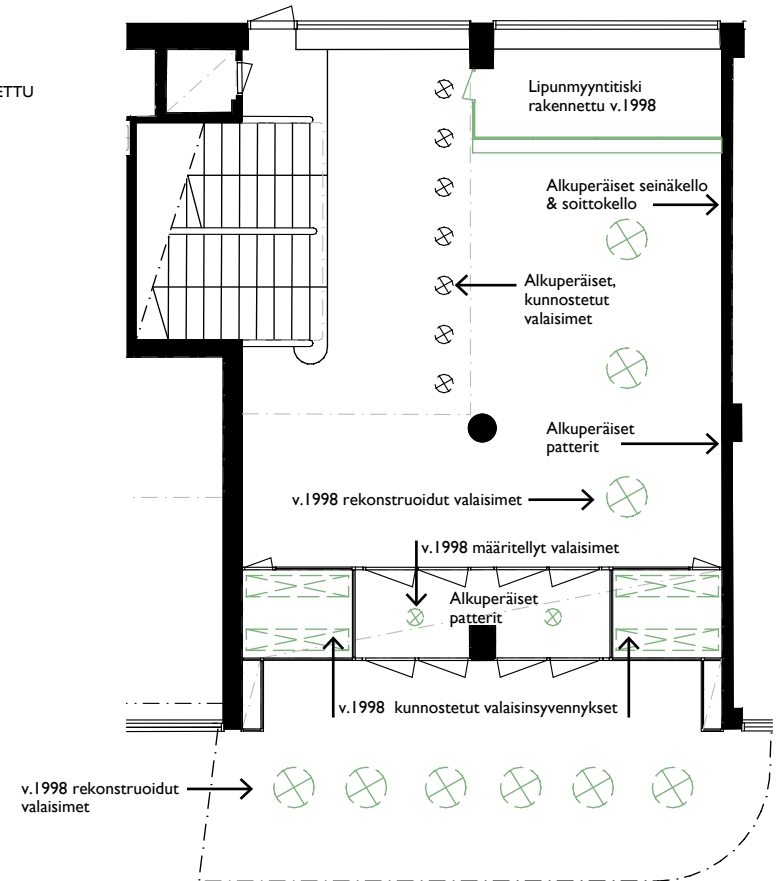 ETTU
Lipunmyyntitiski
rakennettu v.1998
Alkuperäiset seinäkello
& soittokello
Alkuperäiset,
kunnostetut
valaisimet
Alkuperäiset
patterit
v.1998 rekonstruoidut valaisimet
v.1998 määritellyt valaisimet
Alkuperäiset
patterit
v.1998 kunnostetut valaisinsyvennykset
v.1998 rekonstruoidut
valaisimet